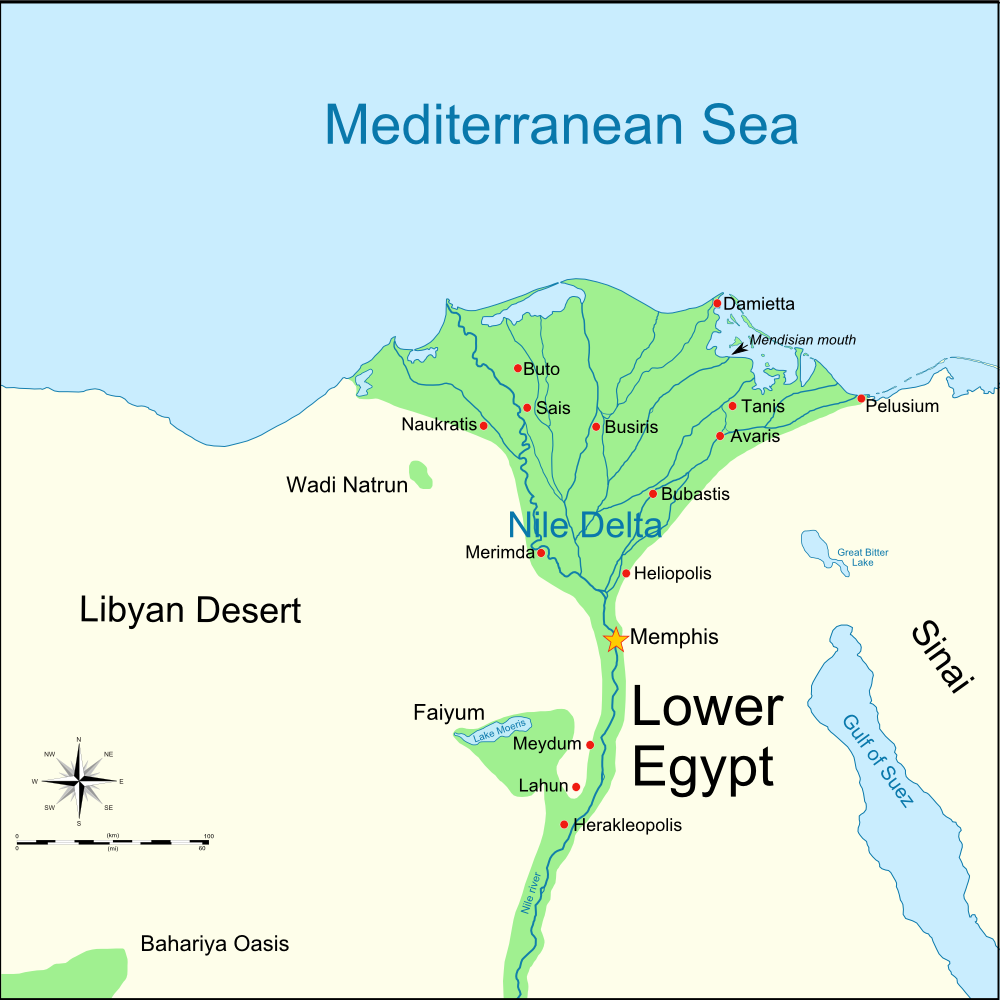 Mediterranean Sea
Damietta
Mendisian mouth
Buto
Sais
Tanis
Pelusium
Naukratis
Busiris
Avaris
Wadi Natrun
Bubastis
Nile Delta
Merimda
Great Bitter
Lake
Heliopolis
Libyan Desert
Memphis
Sinai
Lower
Egypt
Faiyum
Lake Moeris
Meydum
Gulf of Suez
Lahun
Herakleopolis
N
NW NE
W E
SW SE
S
0 (km) 100
0 (mi) 60
Nile river
Bahariya Oasis